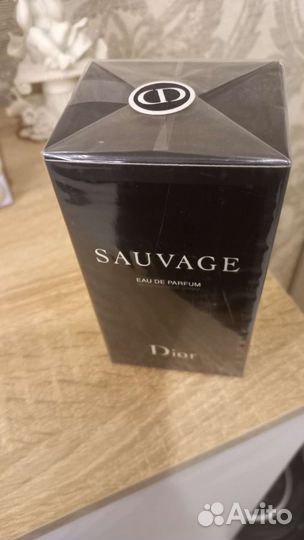 SAUVAGE
EAU DE PARFUM
Dior
Avito